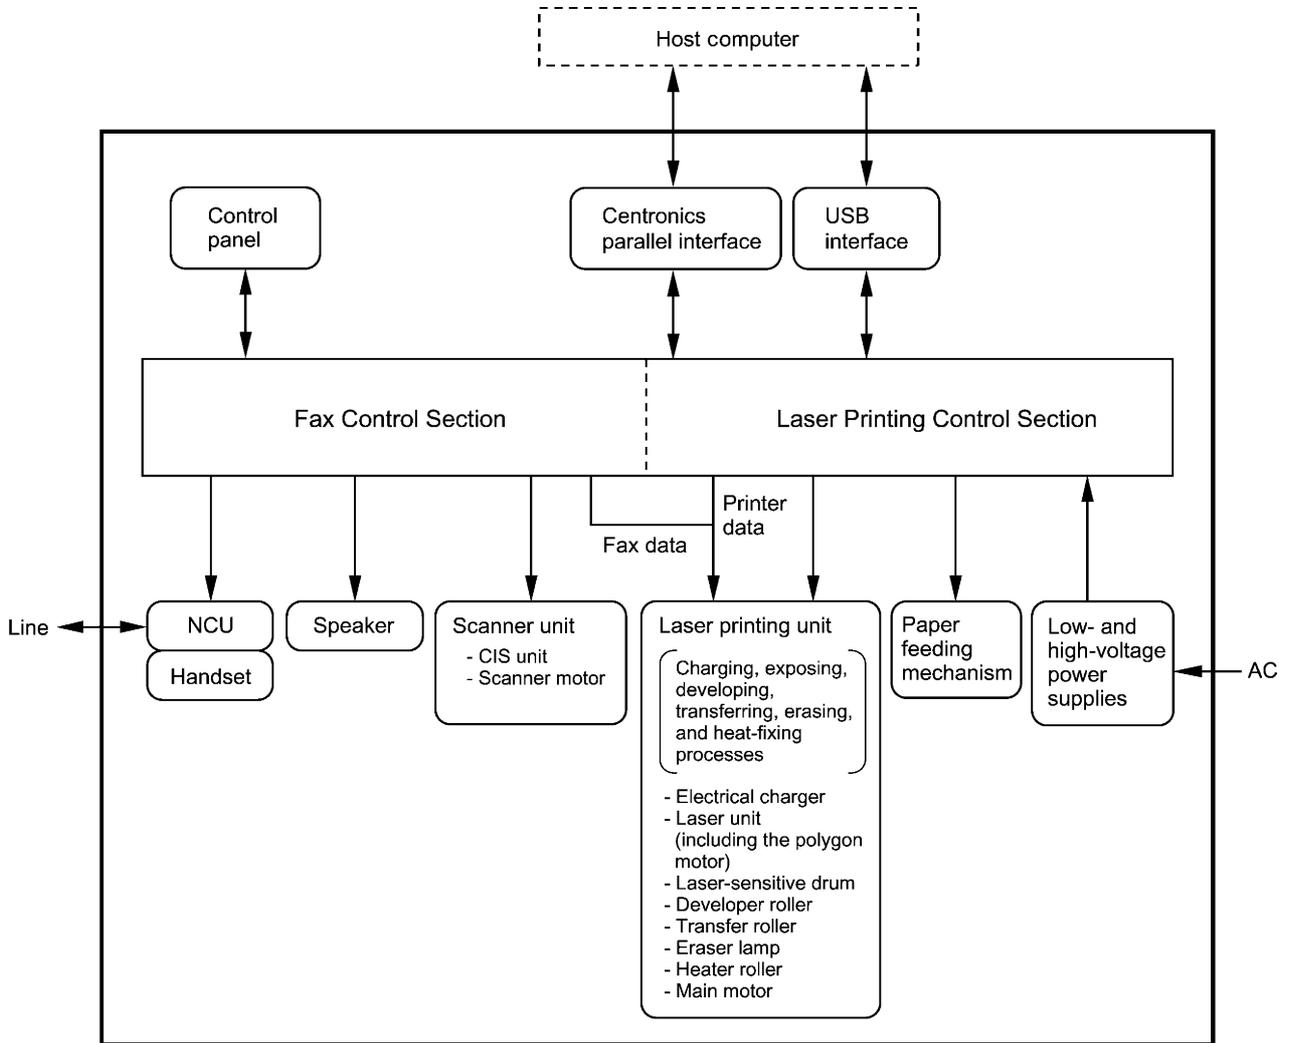 Host computer
Control
panel
Centronics
parallel interface
USB
interface
Fax Control Section
Laser Printing Control Section
Printer
data
Fax data
Line
NCU
Handset
Speaker
Scanner unit
- CIS unit
- Scanner motor
Laser printing unit
Charging, exposing,
developing,
transferring, erasing,
and heat-fixing
processes
- Electrical charger
- Laser unit
(including the polygon
motor)
- Laser-sensitive drum
- Developer roller
- Transfer roller
- Eraser lamp
- Heater roller
- Main motor
Paper
feeding
mechanism
Low- and
high-voltage
power
supplies
AC